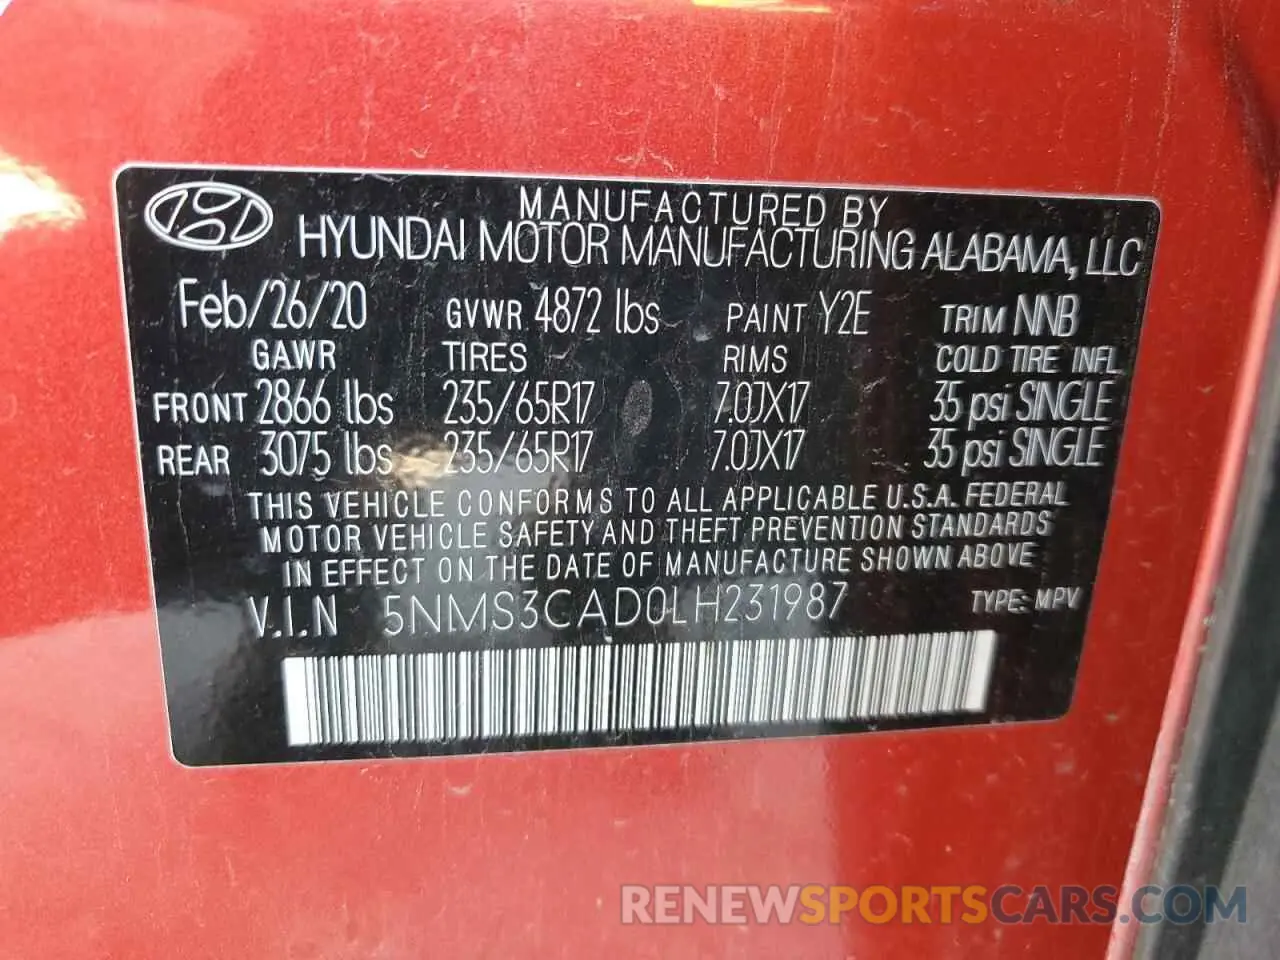 MANUFACTURED BY
HYUNDAI MOTOR MANUFACTURING ALABAMA, LLC
Feb/26/20 GVWR 4872 lbs PAINT Y2E TRIM NNB
GAWR TIRES RIMS COLD TIRE INFL
FRONT 2866 lbs 235/65R17 7.0JX17 35 psi SINGLE
REAR 3075 lbs 235/65R17 7.0JX17 35 psi SINGLE
THIS VEHICLE CONFORMS TO ALL APPLICABLE U.S.A. FEDERAL
MOTOR VEHICLE SAFETY AND THEFT PREVENTION STANDARDS
IN EFFECT ON THE DATE OF MANUFACTURE SHOWN ABOVE
V.I.N 5NMS3CAD0LH231987 TYPE: MPV
RENEWSPORTSCARS.COM